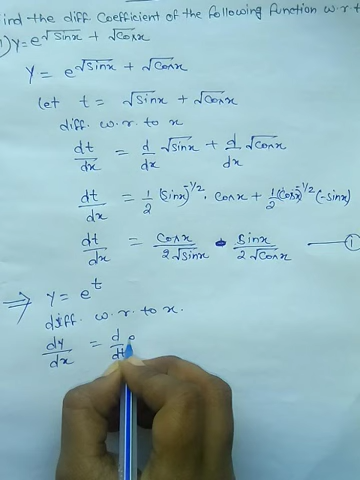 ind the diff Coefficient of the following function w.r.t
1) y = e^√sinx + √cosx
y = e^√sinx + √cosx
let t = √sinx + √cosx
diff. w.r. to x
dt/dx = d/dx √sinx + d/dx √cosx
dt/dx = 1/2 (sinx)^-1/2 . cosx + 1/2 (cosx)^-1/2 (-sinx)
dt/dx = cosx/2√sinx - sinx/2√cosx — 1
⇒ y = e^t
diff. w.r. to x.
dy/dx = d/dt e